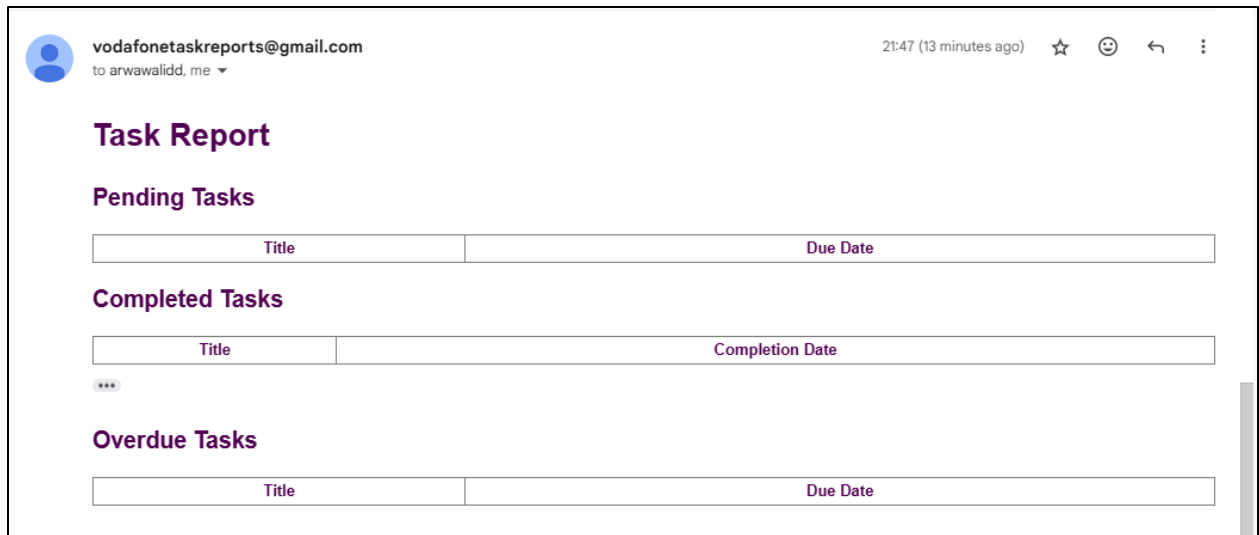 vodafonetaskreports@gmail.com 21:47 (13 minutes ago)
to arwawalidd, me
Task Report
Pending Tasks
Title Due Date
Completed Tasks
Title Completion Date
Overdue Tasks
Title Due Date